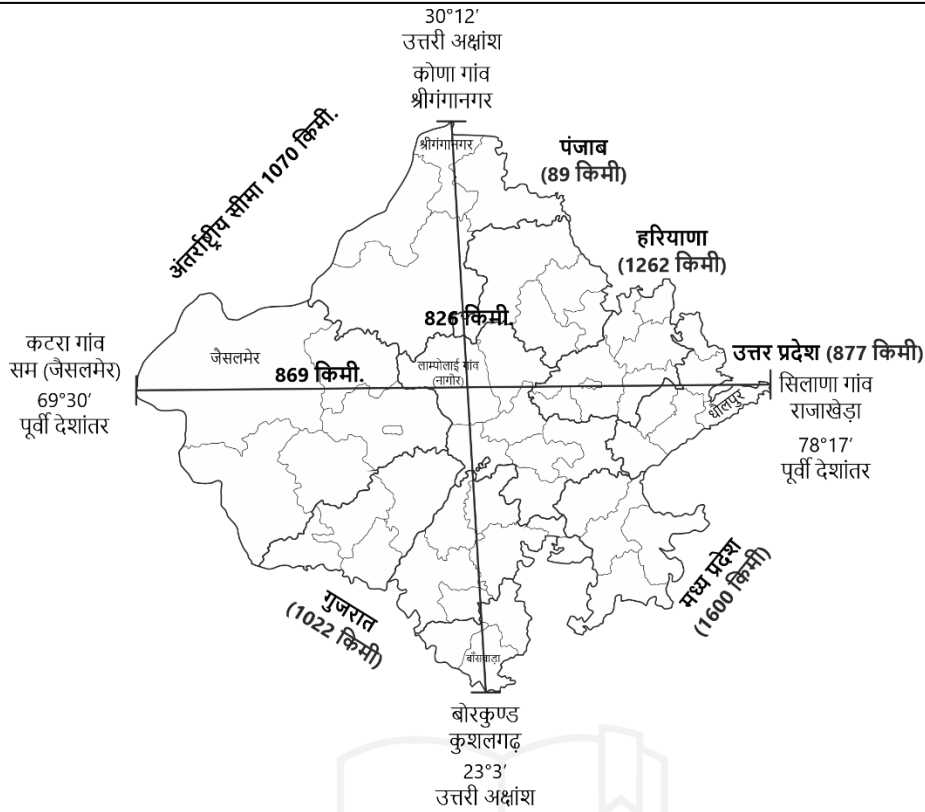 30°12′
उत्तरी अक्षांश
कोणा गांव
श्रीगंगानगर
श्रीगंगानगर
अंतर्राष्ट्रीय सीमा 1070 किमी.
पंजाब
(89 किमी)
हरियाणा
(1262 किमी)
826 किमी.
कटरा गांव
सम (जैसलमेर)
69°30′
पूर्वी देशांतर
जैसलमेर
869 किमी.
लाम्पोलाई गांव
(नागोर)
उत्तर प्रदेश (877 किमी)
सिलाणा गांव
राजाखेड़ा
78°17′
पूर्वी देशांतर
धौलपुर
मध्य प्रदेश
(1600 किमी)
गुजरात
(1022 किमी)
बाँसवाड़ा
बोरकुण्ड
कुशलगढ़
23°3′
उत्तरी अक्षांश